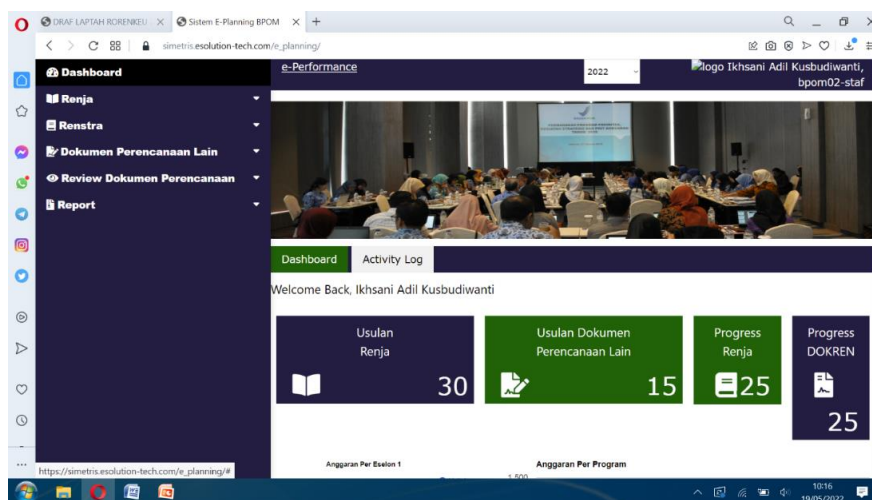 DRAF LAPTAH RORENKEU
Sistem E-Planning BPOM
simetris.esolution-tech.com/e_planning/
Dashboard
e-Performance
2022
logo Ikhsani Adil Kusbudiwanti,
bpom02-staf
Renja
Renstra
Dokumen Perencanaan Lain
Review Dokumen Perencanaan
Report
Dashboard
Activity Log
Welcome Back, Ikhsani Adil Kusbudiwanti
Usulan
Renja
30
Usulan Dokumen
Perencanaan Lain
15
Progress
Renja
25
Progress
DOKREN
25
Anggaran Per Eselon 1
Anggaran Per Program
1,500
https://simetris.esolution-tech.com/e_planning/#
10:16
19/05/2022